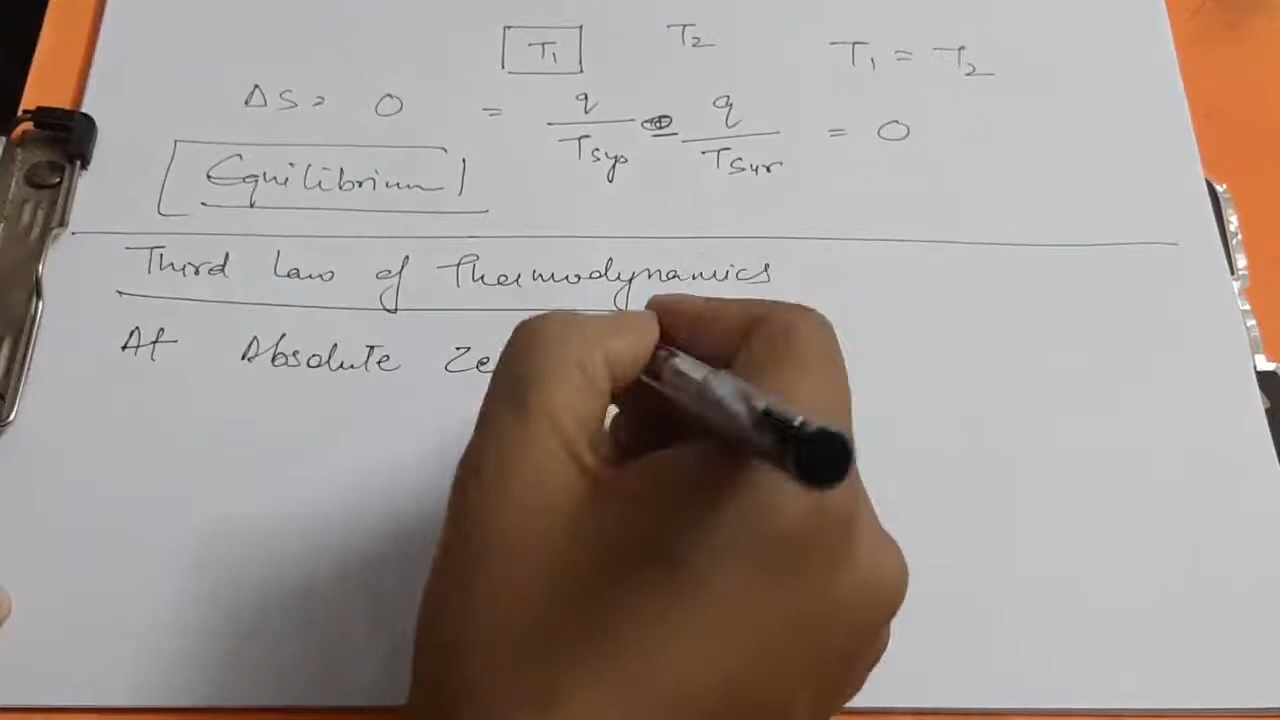 T₁ T₂ T₁ = T₂
ΔS = 0 = q/Tsys - q/Tsur = 0
Equilibrium
Third Law of Thermodynamics
At Absolute Ze